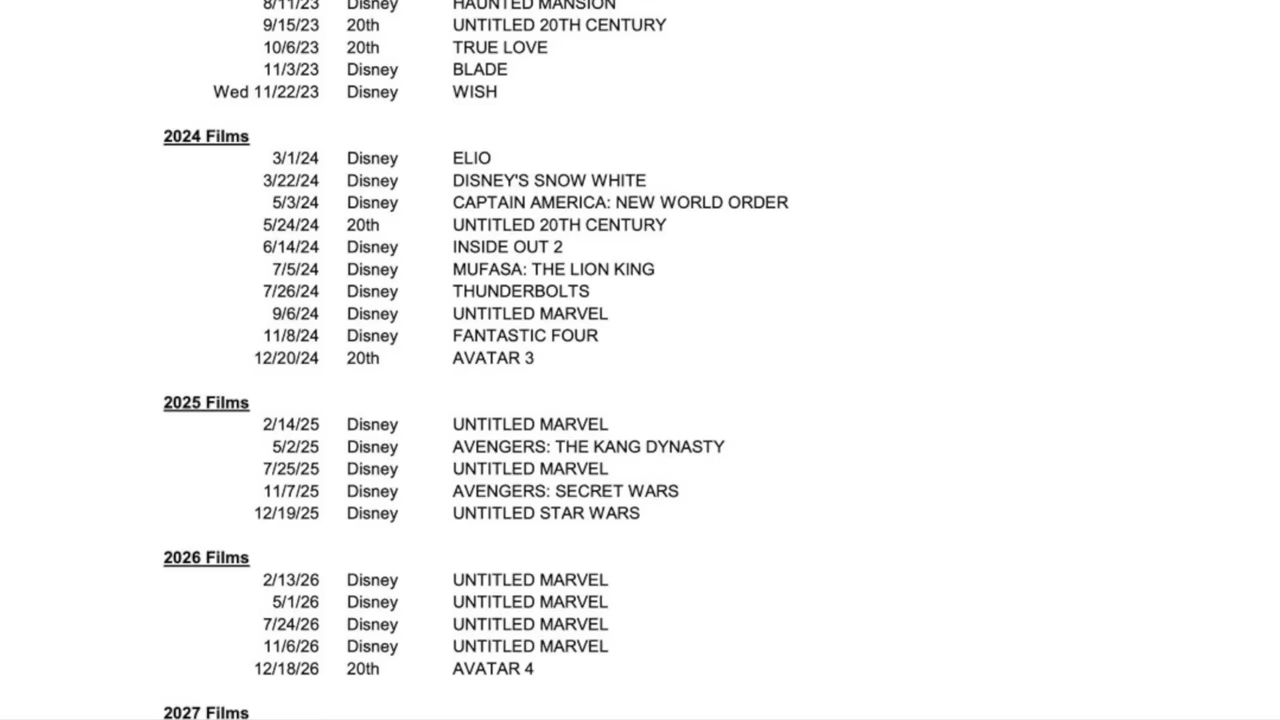 8/11/23 Disney HAUNTED MANSION
9/15/23 20th UNTITLED 20TH CENTURY
10/6/23 20th TRUE LOVE
11/3/23 Disney BLADE
Wed 11/22/23 Disney WISH
2024 Films
3/1/24 Disney ELIO
3/22/24 Disney DISNEY'S SNOW WHITE
5/3/24 Disney CAPTAIN AMERICA: NEW WORLD ORDER
5/24/24 20th UNTITLED 20TH CENTURY
6/14/24 Disney INSIDE OUT 2
7/5/24 Disney MUFASA: THE LION KING
7/26/24 Disney THUNDERBOLTS
9/6/24 Disney UNTITLED MARVEL
11/8/24 Disney FANTASTIC FOUR
12/20/24 20th AVATAR 3
2025 Films
2/14/25 Disney UNTITLED MARVEL
5/2/25 Disney AVENGERS: THE KANG DYNASTY
7/25/25 Disney UNTITLED MARVEL
11/7/25 Disney AVENGERS: SECRET WARS
12/19/25 Disney UNTITLED STAR WARS
2026 Films
2/13/26 Disney UNTITLED MARVEL
5/1/26 Disney UNTITLED MARVEL
7/24/26 Disney UNTITLED MARVEL
11/6/26 Disney UNTITLED MARVEL
12/18/26 20th AVATAR 4
2027 Films